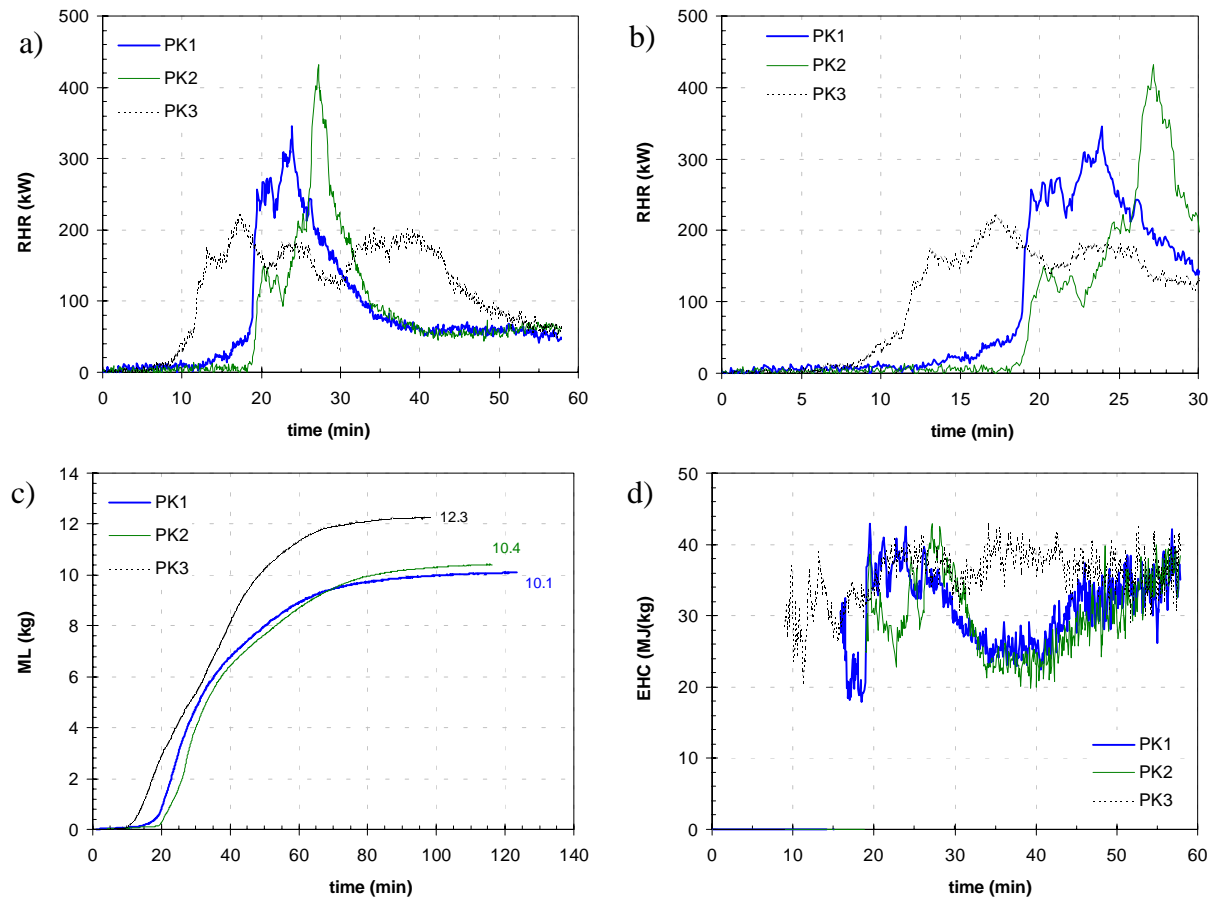 a)
500
400
300
200
100
0
RHR (kW)
PK1
PK2
PK3
0 10 20 30 40 50 60
time (min)
b)
500
400
300
200
100
0
RHR (kW)
PK1
PK2
PK3
0 5 10 15 20 25 30
time (min)
c)
14
12
10
8
6
4
2
0
ML (kg)
PK1
PK2
PK3
12.3
10.4
10.1
0 20 40 60 80 100 120 140
time (min)
d)
50
40
30
20
10
0
EHC (MJ(kg)
PK1
PK2
PK3
0 10 20 30 40 50 60
time (min)